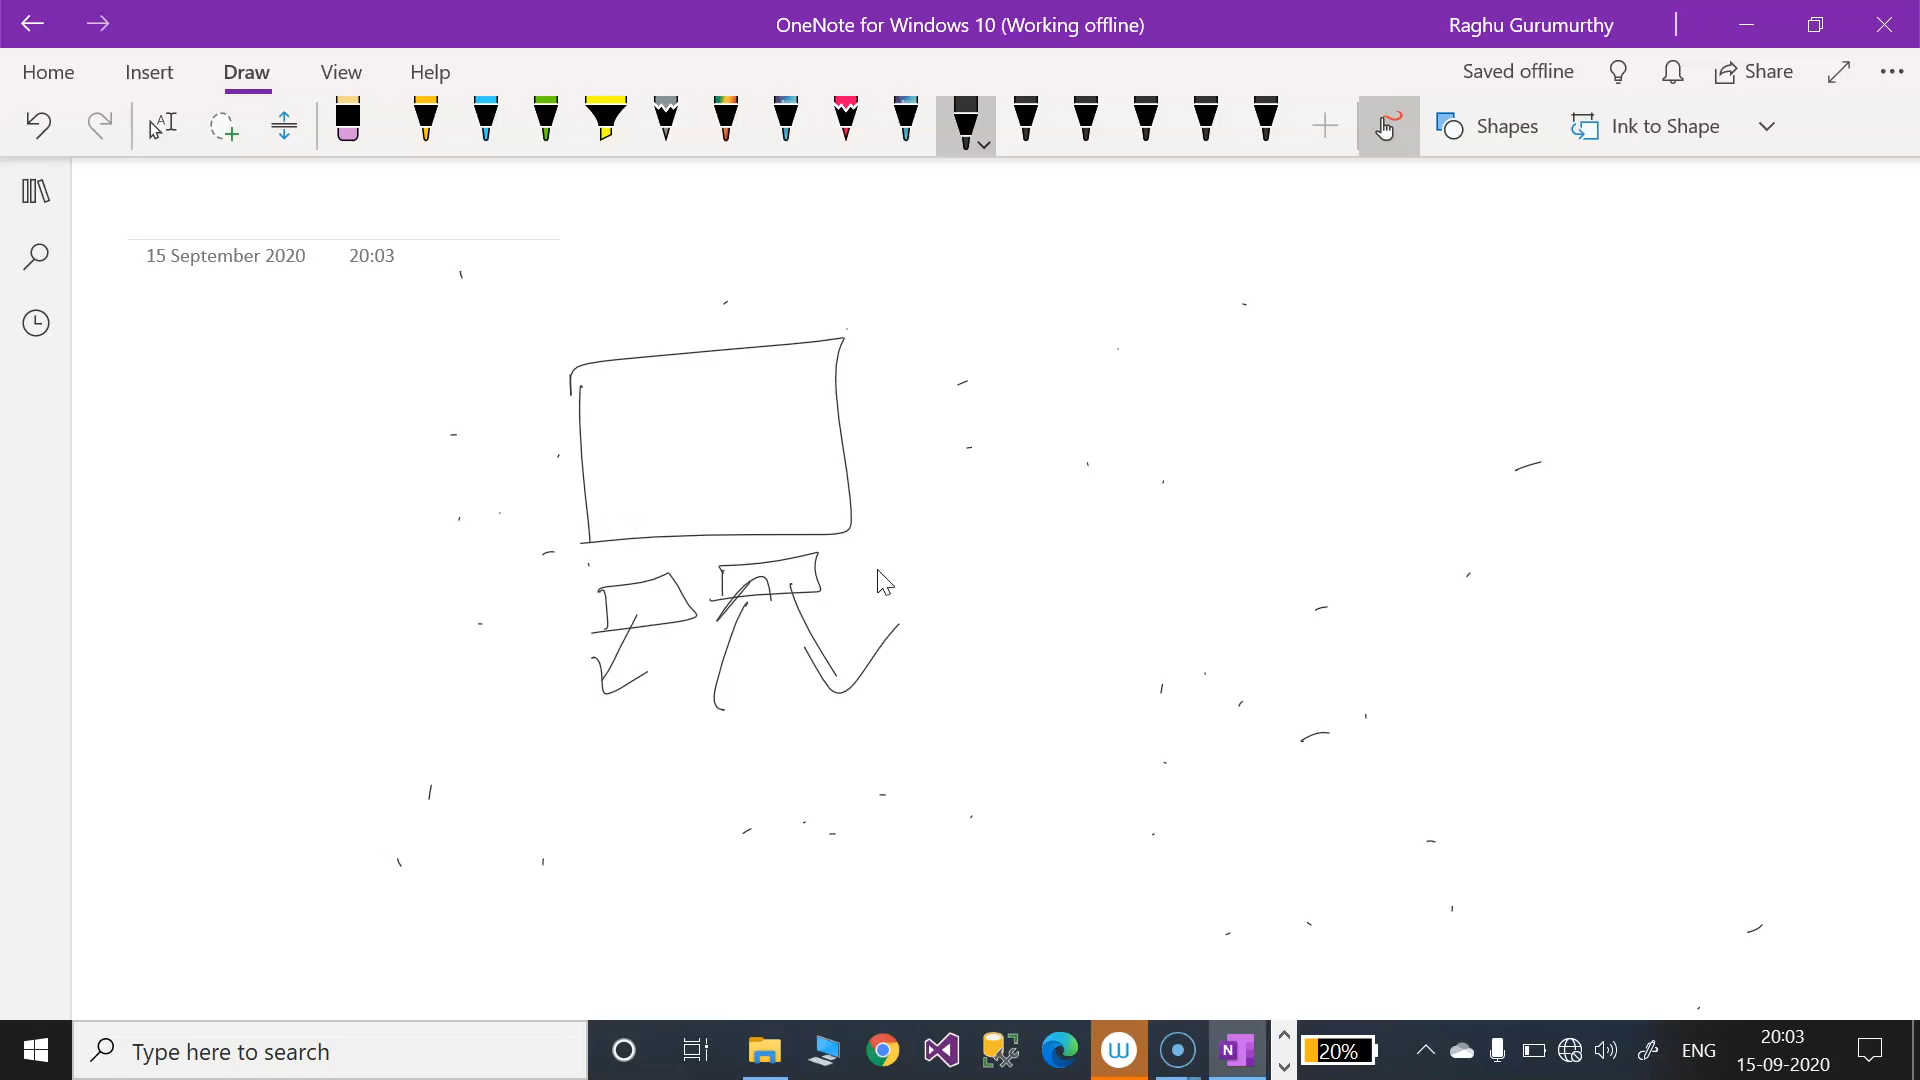 OneNote for Windows 10 (Working offline)
Raghu Gurumurthy
Home Insert Draw View Help
Saved offline
Share
Shapes
Ink to Shape
15 September 2020 20:03
Type here to search
20%
ENG
20:03
15-09-2020